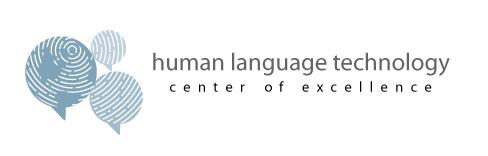 human language technology
center of excellence